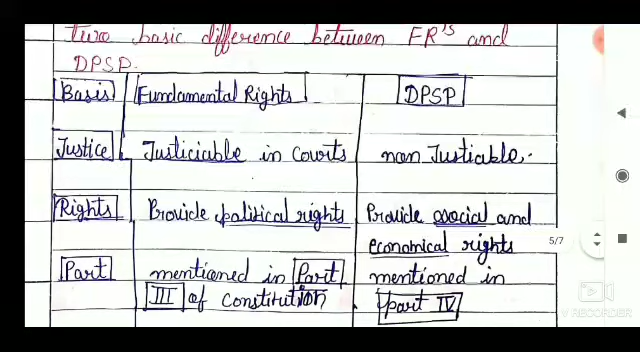 two basic difference between FR'S and
DPSP.
Basis Fundamental Rights DPSP
Justice Justiciable in courts non Justiable.
Rights Provide political rights Provide social and
economical rights
Part mentioned in Part mentioned in
III of constitution. part IV
5/7
V RECORDER